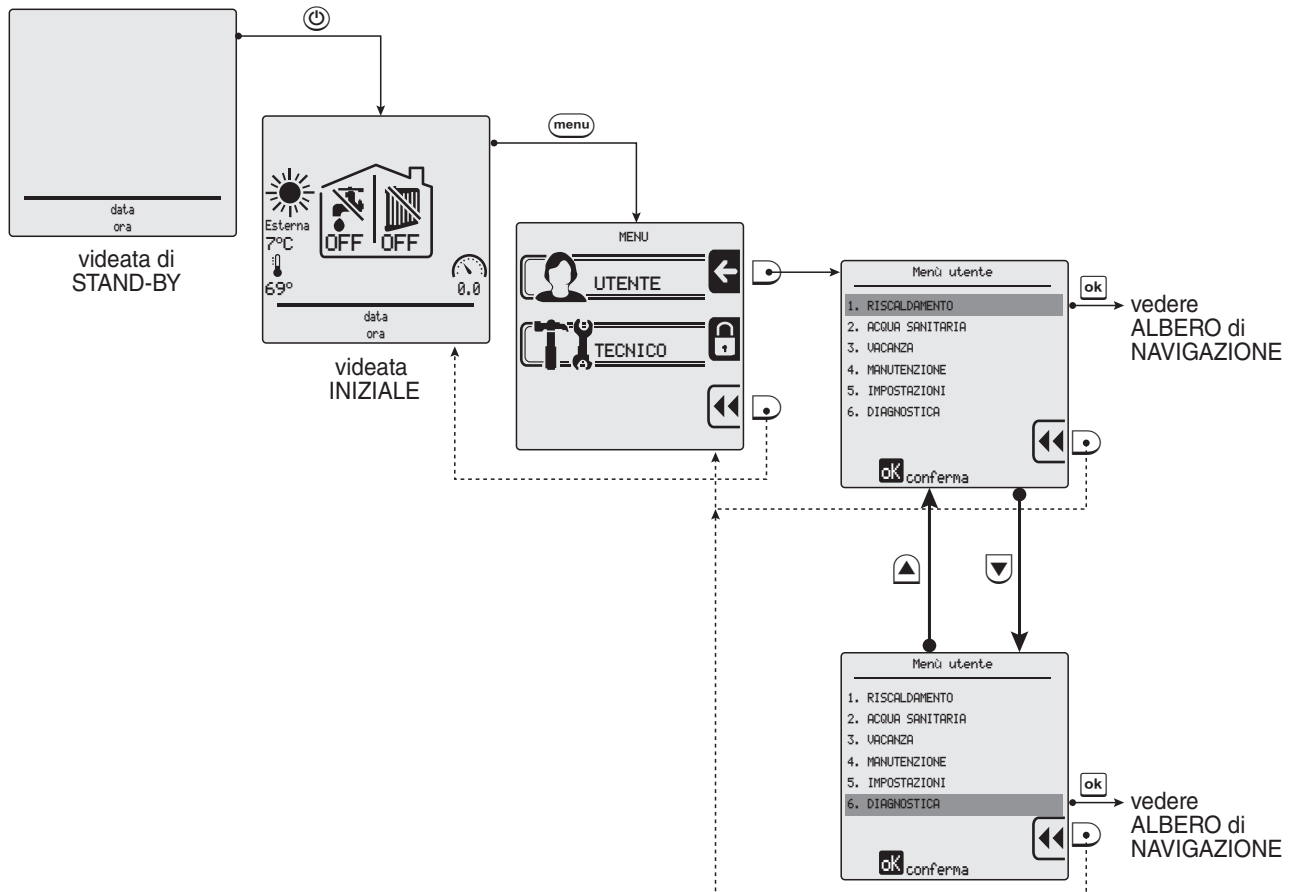 data
ora
videata di
STAND-BY
Esterna
7°C
69°
OFF
OFF
0.0
data
ora
videata
INIZIALE
menu
MENU
UTENTE
TECNICO
Menù utente
1. RISCALDAMENTO
2. ACQUA SANITARIA
3. VACANZA
4. MANUTENZIONE
5. IMPOSTAZIONI
6. DIAGNOSTICA
oK conferma
ok
vedere
ALBERO di
NAVIGAZIONE
Menù utente
1. RISCALDAMENTO
2. ACQUA SANITARIA
3. VACANZA
4. MANUTENZIONE
5. IMPOSTAZIONI
6. DIAGNOSTICA
oK conferma
ok
vedere
ALBERO di
NAVIGAZIONE